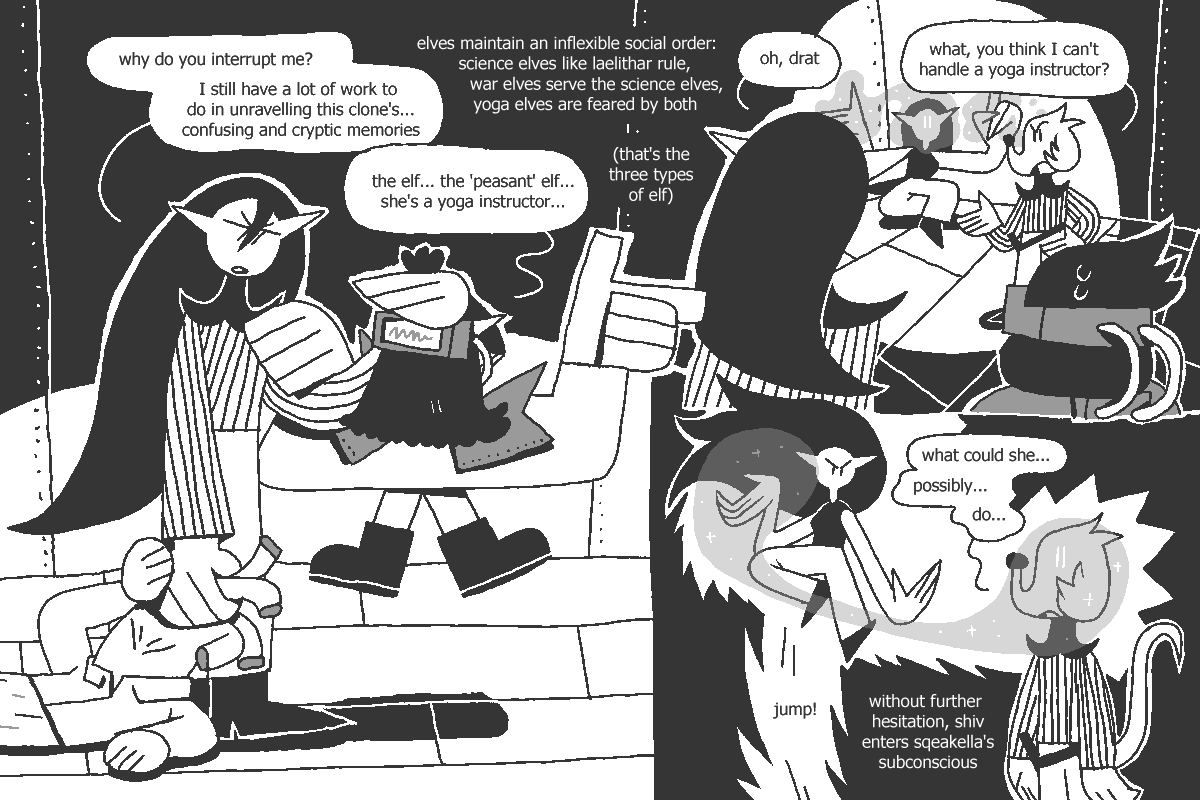 why do you interrupt me?
I still have a lot of work to
do in unravelling this clone's...
confusing and cryptic memories
the elf... the 'peasant' elf...
she's a yoga instructor...
elves maintain an inflexible social order:
science elves like laelithar rule,
war elves serve the science elves,
yoga elves are feared by both
(that's the
three types
of elf)
oh, drat
what, you think I can't
handle a yoga instructor?
what could she...
possibly...
do...
jump!
without further
hesitation, shiv
enters sqeakella's
subconscious